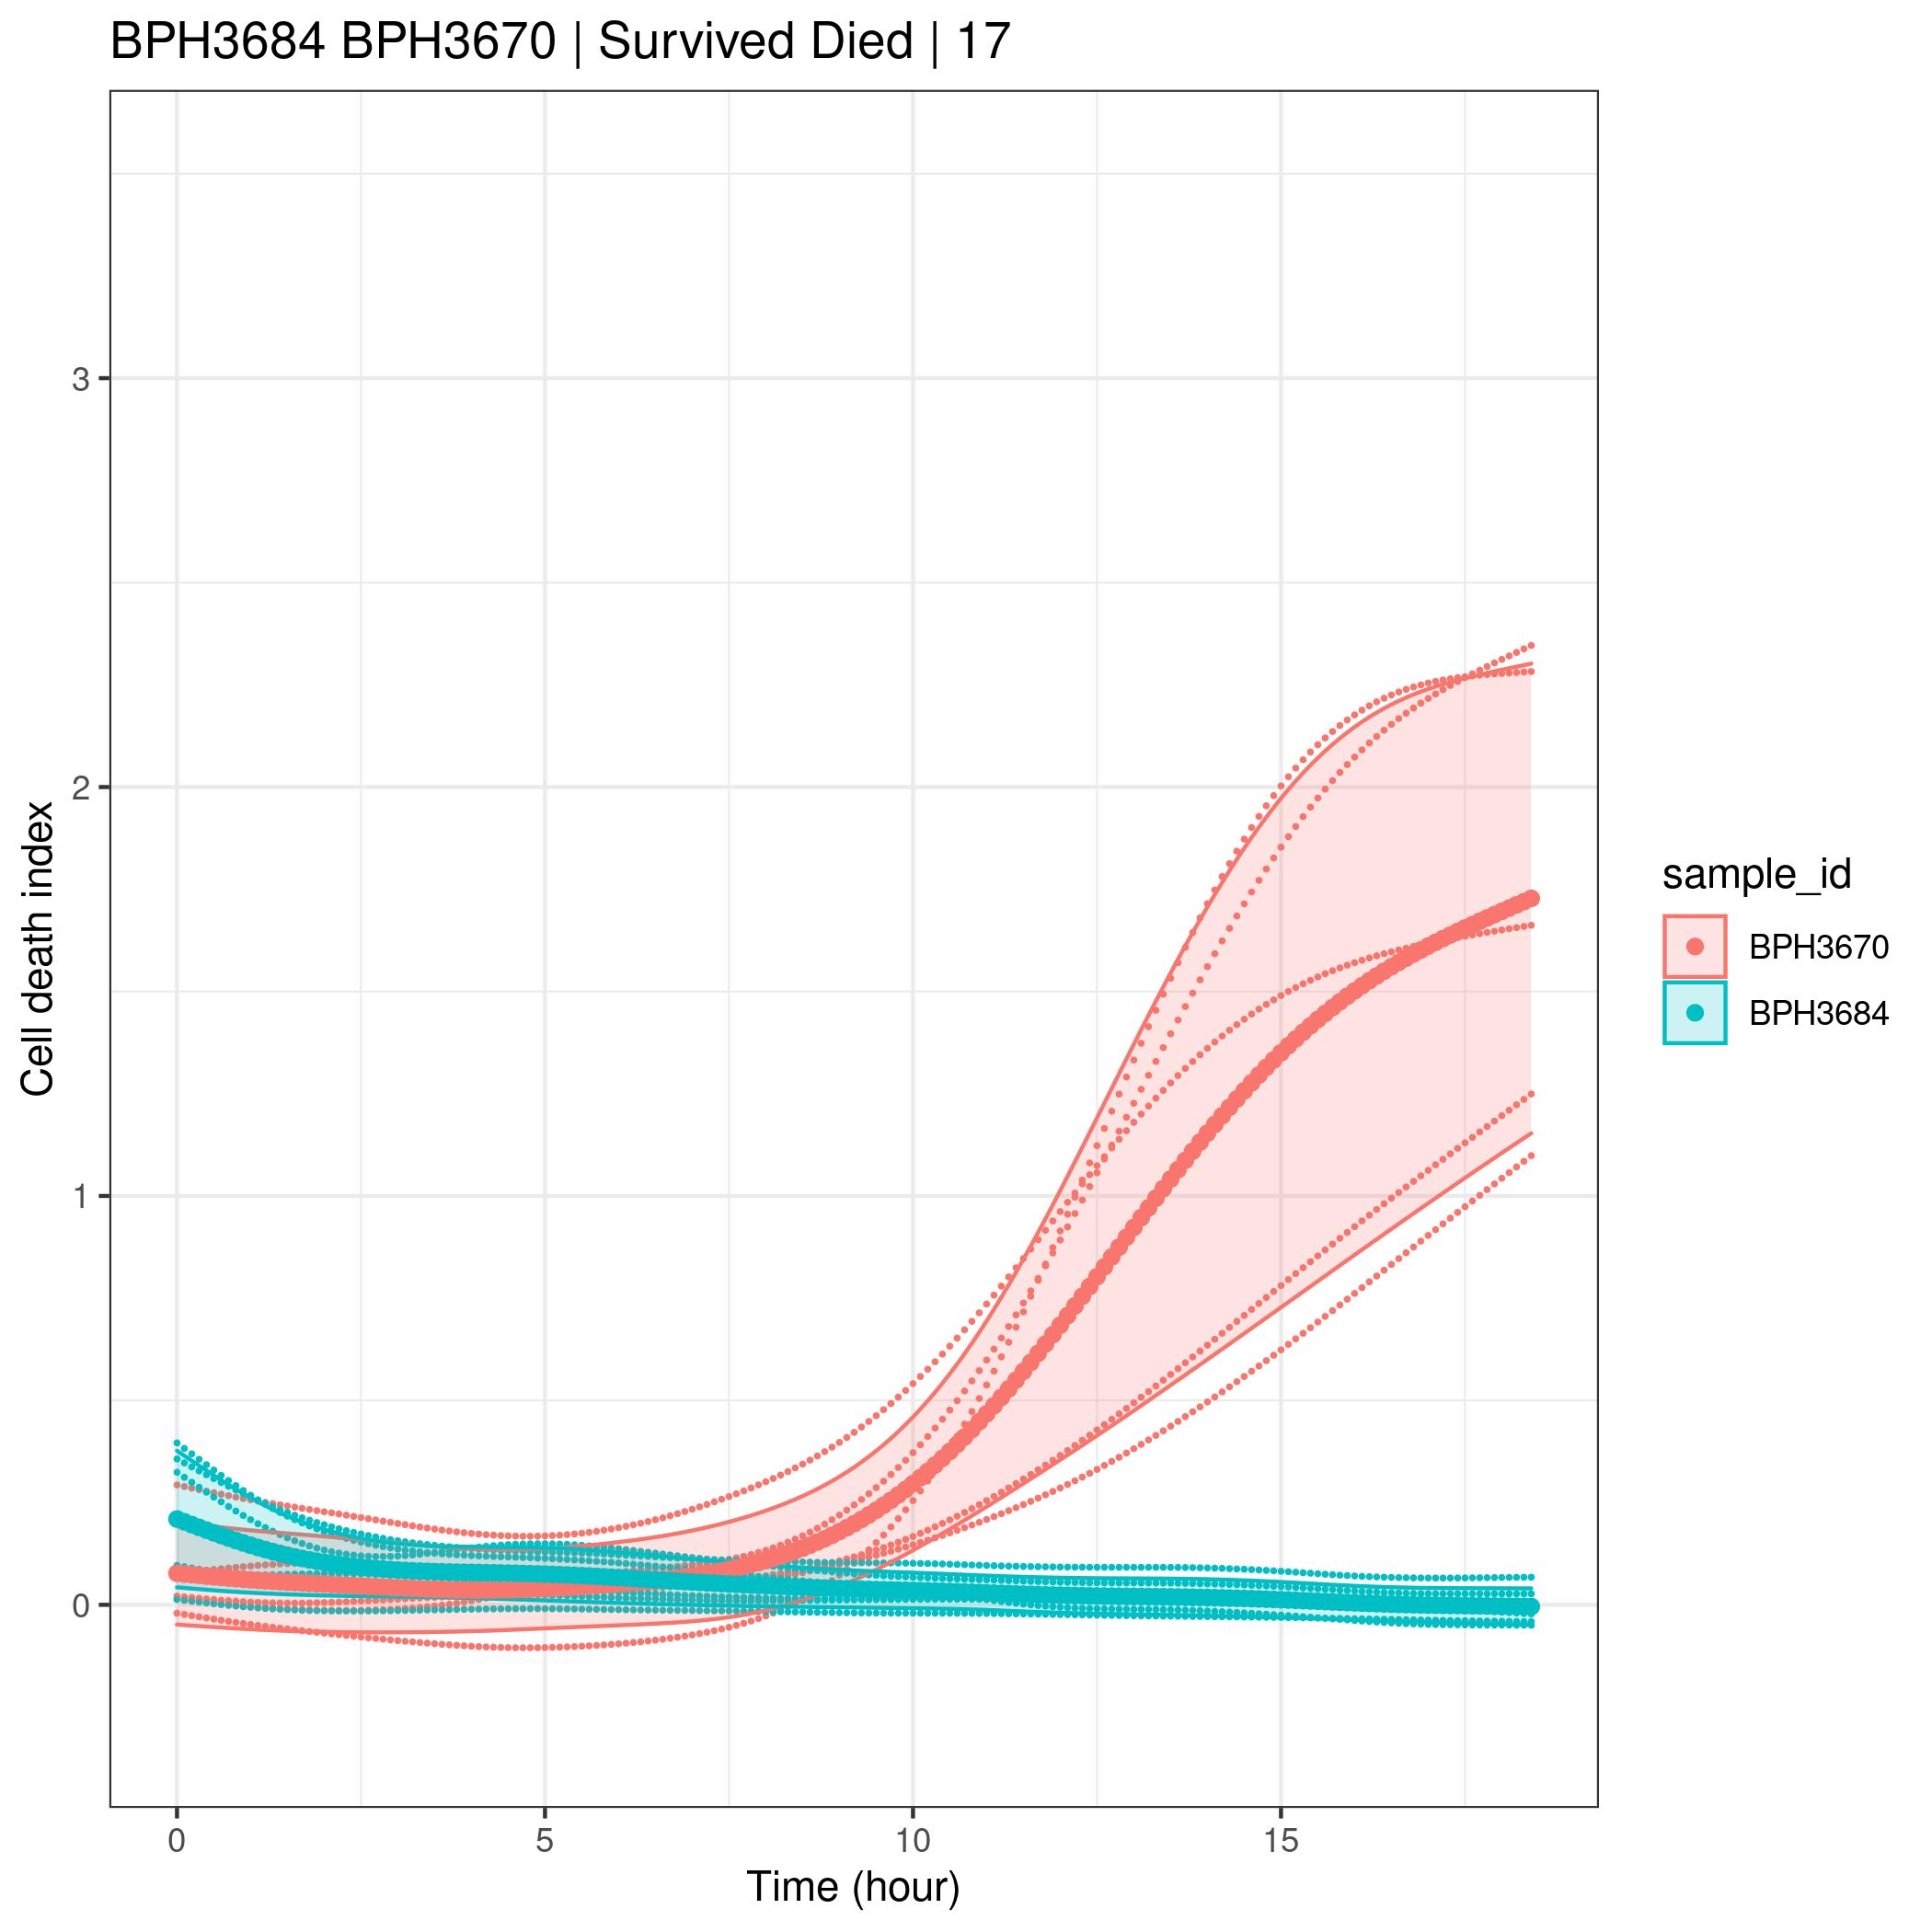 BPH3684 BPH3670 | Survived Died | 17
3
2
1
0
Cell death index
0 5 10 15
Time (hour)
sample_id
BPH3670
BPH3684